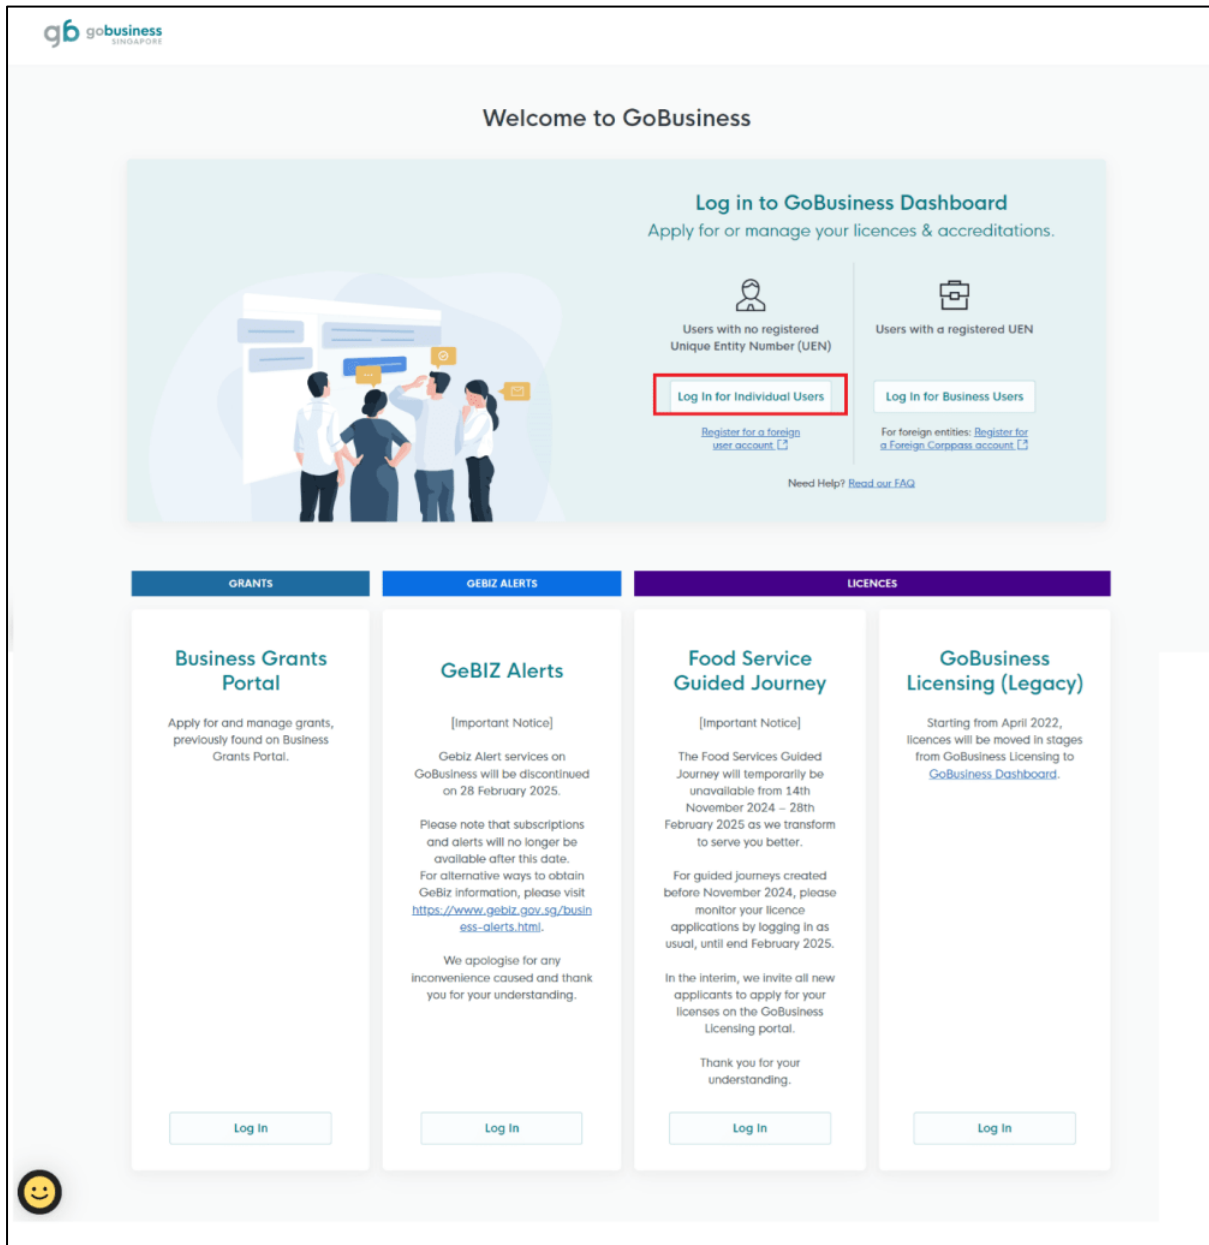 gb gobusiness
SINGAPORE
Welcome to GoBusiness
Log in to GoBusiness Dashboard
Apply for or manage your licences & accreditations.
Users with no registered
Unique Entity Number (UEN)
Log In for Individual Users
Register for a foreign
user account
Users with a registered UEN
Log In for Business Users
For foreign entities: Register for
a Foreign Corppass account
Need Help? Read our FAQ
GRANTS
Business Grants
Portal
Apply for and manage grants,
previously found on Business
Grants Portal.
Log In
GEBIZ ALERTS
GeBIZ Alerts
[Important Notice]
Gebiz Alert services on
GoBusiness will be discontinued
on 28 February 2025.
Please note that subscriptions
and alerts will no longer be
available after this date.
For alternative ways to obtain
GeBiz information, please visit
https://www.gebiz.gov.sg/busin
ess-alerts.html.
We apologise for any
inconvenience caused and thank
you for your understanding.
Log In
LICENCES
Food Service
Guided Journey
[Important Notice]
The Food Services Guided
Journey will temporarily be
unavailable from 14th
November 2024 – 28th
February 2025 as we transform
to serve you better.
For guided journeys created
before November 2024, please
monitor your licence
applications by logging in as
usual, until end February 2025.
In the interim, we invite all new
applicants to apply for your
licenses on the GoBusiness
Licensing portal.
Thank you for your
understanding.
Log In
GoBusiness
Licensing (Legacy)
Starting from April 2022,
licences will be moved in stages
from GoBusiness Licensing to
GoBusiness Dashboard.
Log In